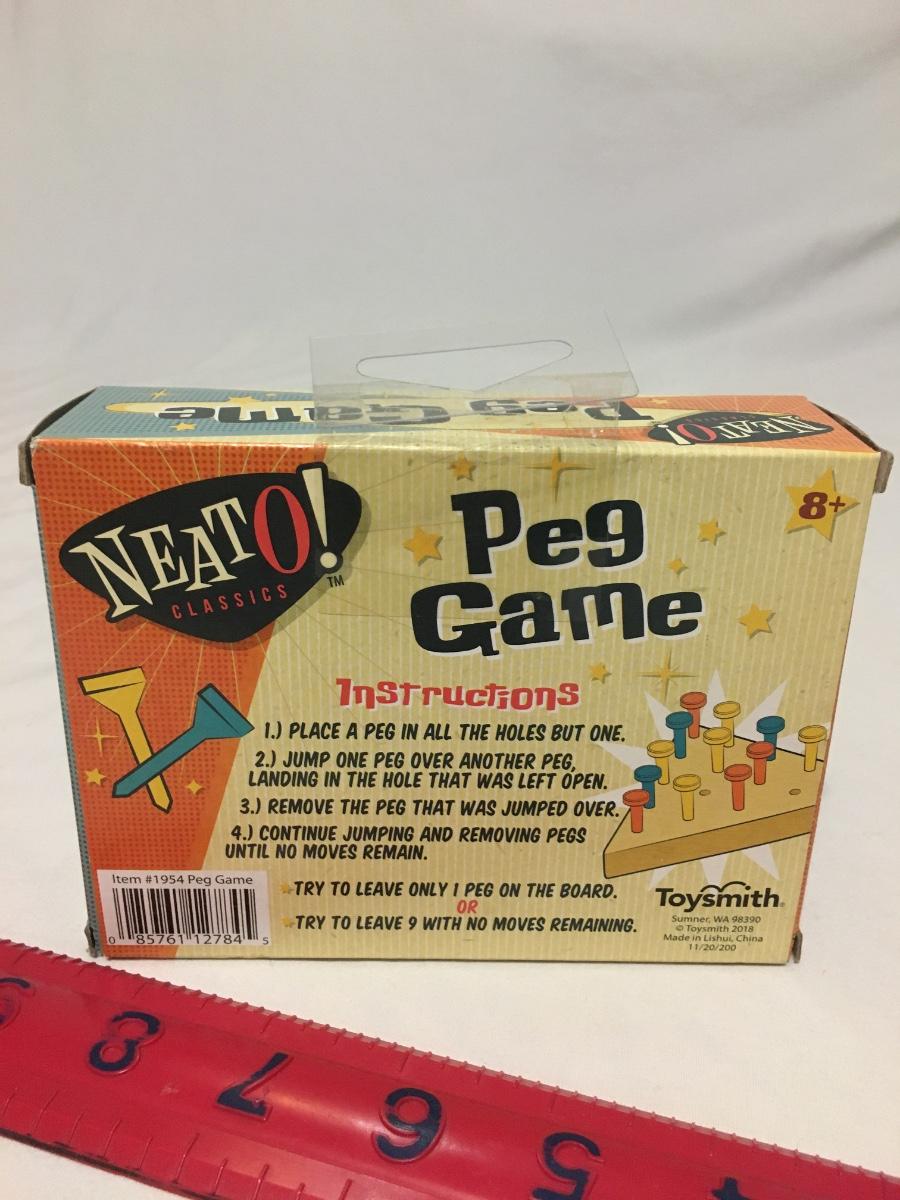 Peg Game
NEATO!
CLASSICS
NEATO!
CLASSICS TM
Peg
Game
8+
Instructions
1.) PLACE A PEG IN ALL THE HOLES BUT ONE.
2.) JUMP ONE PEG OVER ANOTHER PEG,
LANDING IN THE HOLE THAT WAS LEFT OPEN.
3.) REMOVE THE PEG THAT WAS JUMPED OVER.
4.) CONTINUE JUMPING AND REMOVING PEGS
UNTIL NO MOVES REMAIN.
TRY TO LEAVE ONLY 1 PEG ON THE BOARD.
OR
TRY TO LEAVE 9 WITH NO MOVES REMAINING.
Item #1954 Peg Game
0 85761 12784 5
Toysmith®
Sumner, WA 98390
© Toysmith 2018
Made in Lishui, China
11/20/200
9 8 7 6 5 4